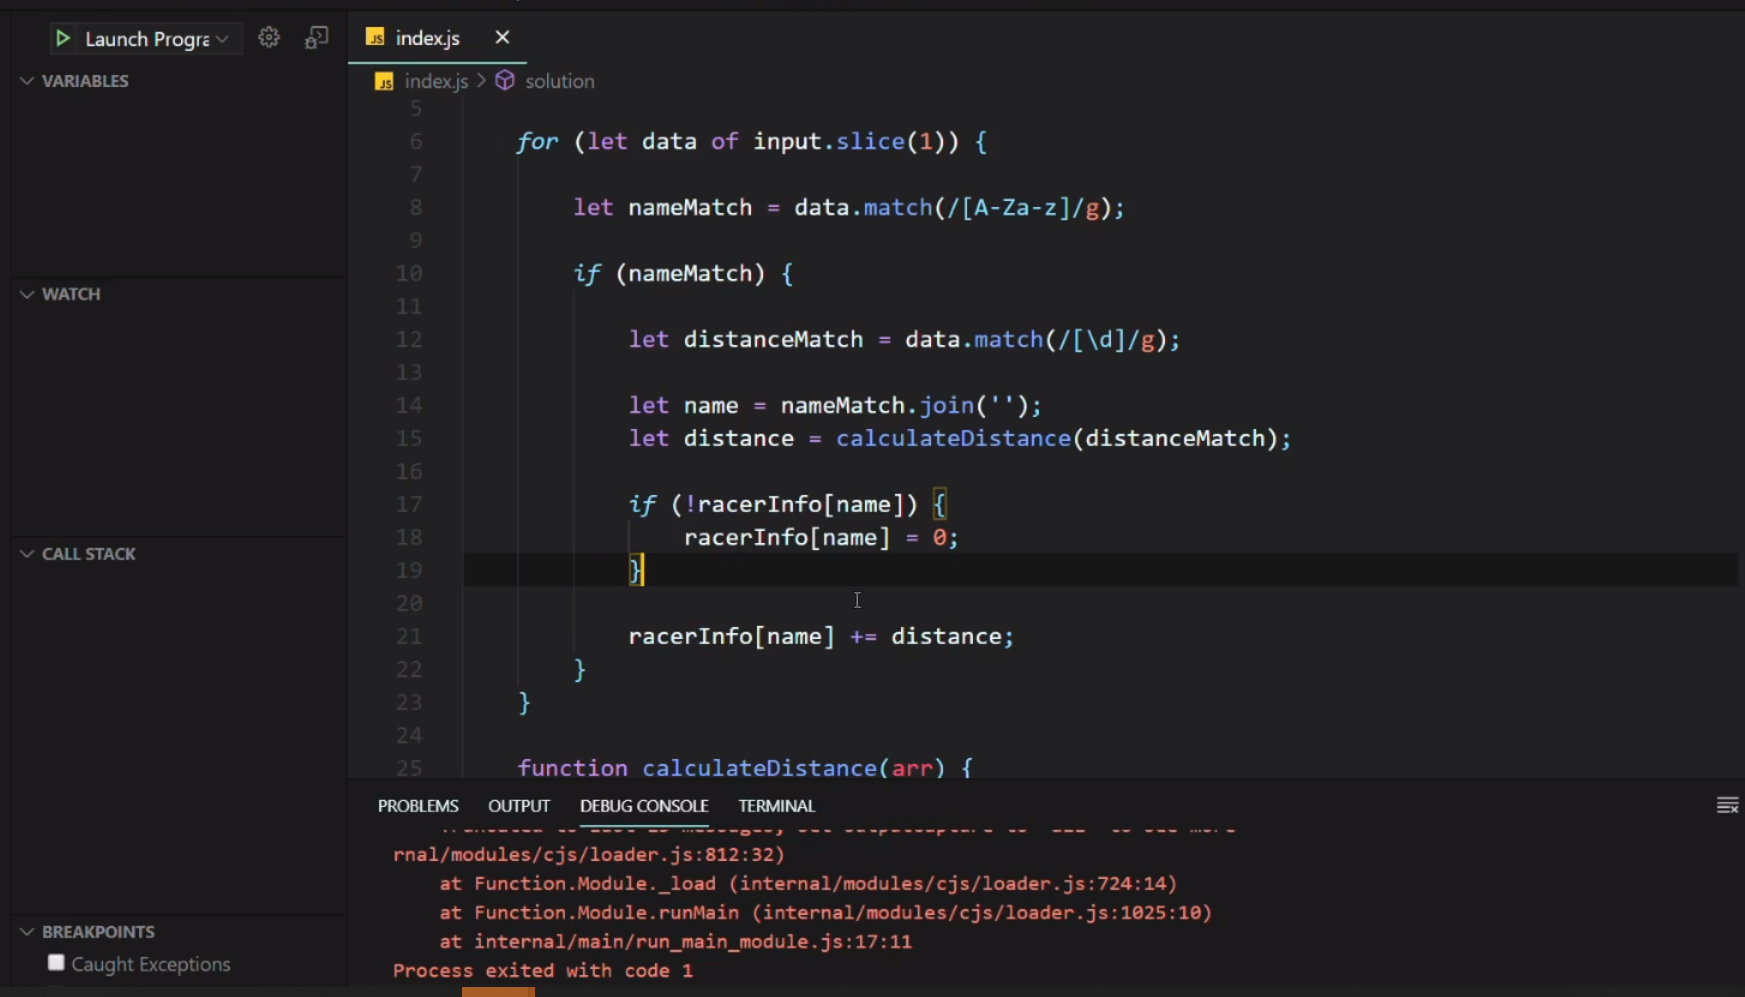 Launch Progra
VARIABLES
WATCH
CALL STACK
BREAKPOINTS
Caught Exceptions
JS index.js
JS index.js > solution
5
6 for (let data of input.slice(1)) {
7
8 let nameMatch = data.match(/[A-Za-z]/g);
9
10 if (nameMatch) {
11
12 let distanceMatch = data.match(/[\d]/g);
13
14 let name = nameMatch.join('');
15 let distance = calculateDistance(distanceMatch);
16
17 if (!racerInfo[name]) {
18 racerInfo[name] = 0;
19 }
20
21 racerInfo[name] += distance;
22 }
23 }
24
25 function calculateDistance(arr) {
PROBLEMS OUTPUT DEBUG CONSOLE TERMINAL
rnal/modules/cjs/loader.js:812:32)
at Function.Module._load (internal/modules/cjs/loader.js:724:14)
at Function.Module.runMain (internal/modules/cjs/loader.js:1025:10)
at internal/main/run_main_module.js:17:11
Process exited with code 1